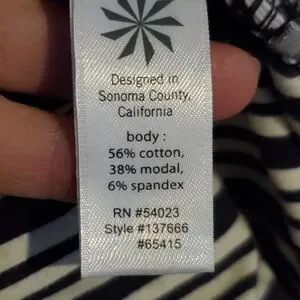 Designed in
Sonoma County,
California
body :
56% cotton,
38% modal,
6% spandex
RN #54023
Style #137666
#65415